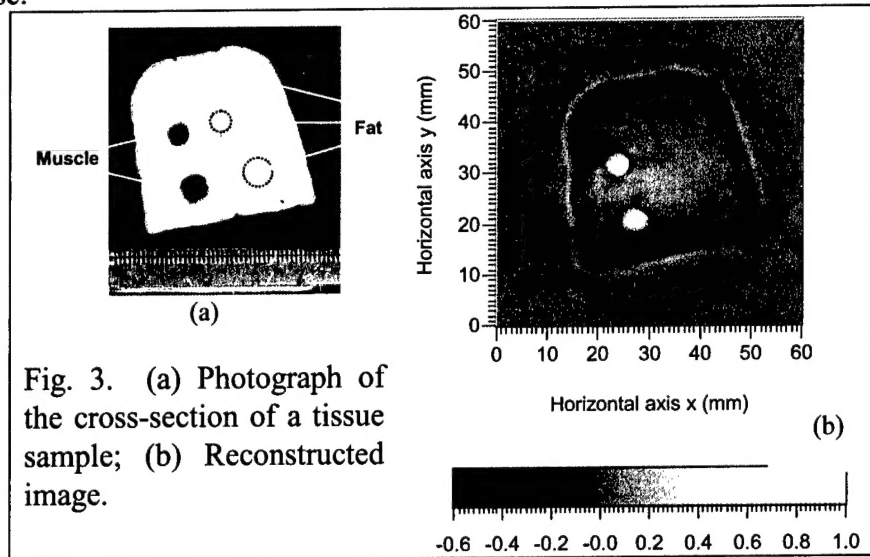 se.
Muscle
Fat
(a)
Fig. 3. (a) Photograph of
the cross-section of a tissue
sample; (b) Reconstructed
image.
Horizontal axis y (mm)
60
50
40
30
20
10
0
0 10 20 30 40 50 60
Horizontal axis x (mm)
(b)
-0.6 -0.4 -0.2 -0.0 0.2 0.4 0.6 0.8 1.0